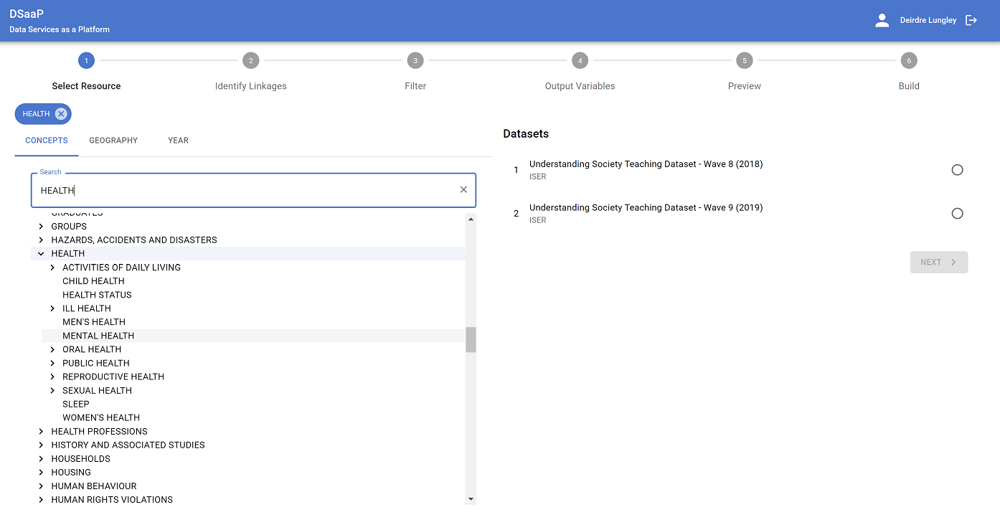 DSaaP
Data Services as a Platform
Deirdre Lungley
1 2 3 4 5 6
Select Resource Identify Linkages Filter Output Variables Preview Build
HEALTH
CONCEPTS GEOGRAPHY YEAR
Search
HEALTH
GRADUATES
GROUPS
HAZARDS, ACCIDENTS AND DISASTERS
HEALTH
ACTIVITIES OF DAILY LIVING
CHILD HEALTH
HEALTH STATUS
ILL HEALTH
MEN'S HEALTH
MENTAL HEALTH
ORAL HEALTH
PUBLIC HEALTH
REPRODUCTIVE HEALTH
SEXUAL HEALTH
SLEEP
WOMEN'S HEALTH
HEALTH PROFESSIONS
HISTORY AND ASSOCIATED STUDIES
HOUSEHOLDS
HOUSING
HUMAN BEHAVIOUR
HUMAN RIGHTS VIOLATIONS
Datasets
1 Understanding Society Teaching Dataset - Wave 8 (2018)
ISER
2 Understanding Society Teaching Dataset - Wave 9 (2019)
ISER
NEXT